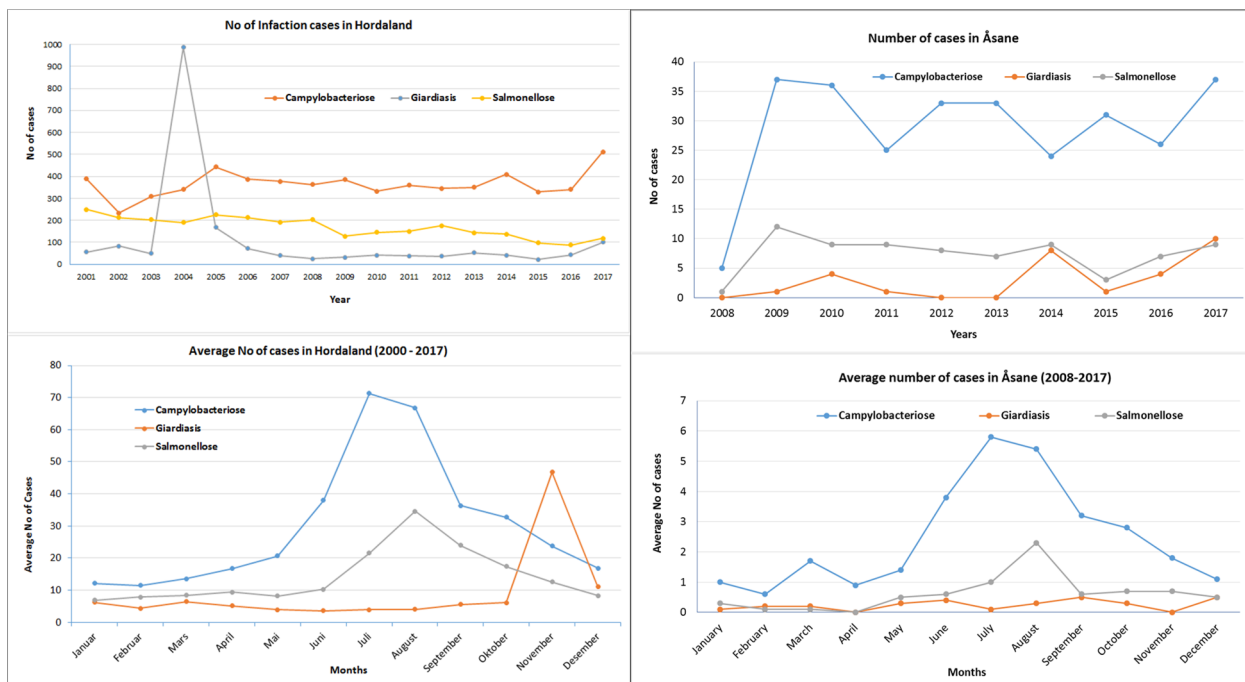 No of Infaction cases in Hordaland
1000
900
800
700
600
500
400
300
200
100
0
No of cases
Campylobacteriose Giardiasis Salmonellose
2001 2002 2003 2004 2005 2006 2007 2008 2009 2010 2011 2012 2013 2014 2015 2016 2017
Year
Number of cases in Åsane
40
35
30
25
20
15
10
5
0
No of cases
Campylobacteriose Giardiasis Salmonellose
2008 2009 2010 2011 2012 2013 2014 2015 2016 2017
Years
Average No of cases in Hordaland (2000 - 2017)
80
70
60
50
40
30
20
10
0
Average No of Cases
Campylobacteriose
Giardiasis
Salmonellose
Januar Februar Mars April Mai Juni Juli August September Oktober November Desember
Months
Average number of cases in Åsane (2008-2017)
7
6
5
4
3
2
1
0
Average No of cases
Campylobacteriose Giardiasis Salmonellose
January February March April May June July August September October November December
Months